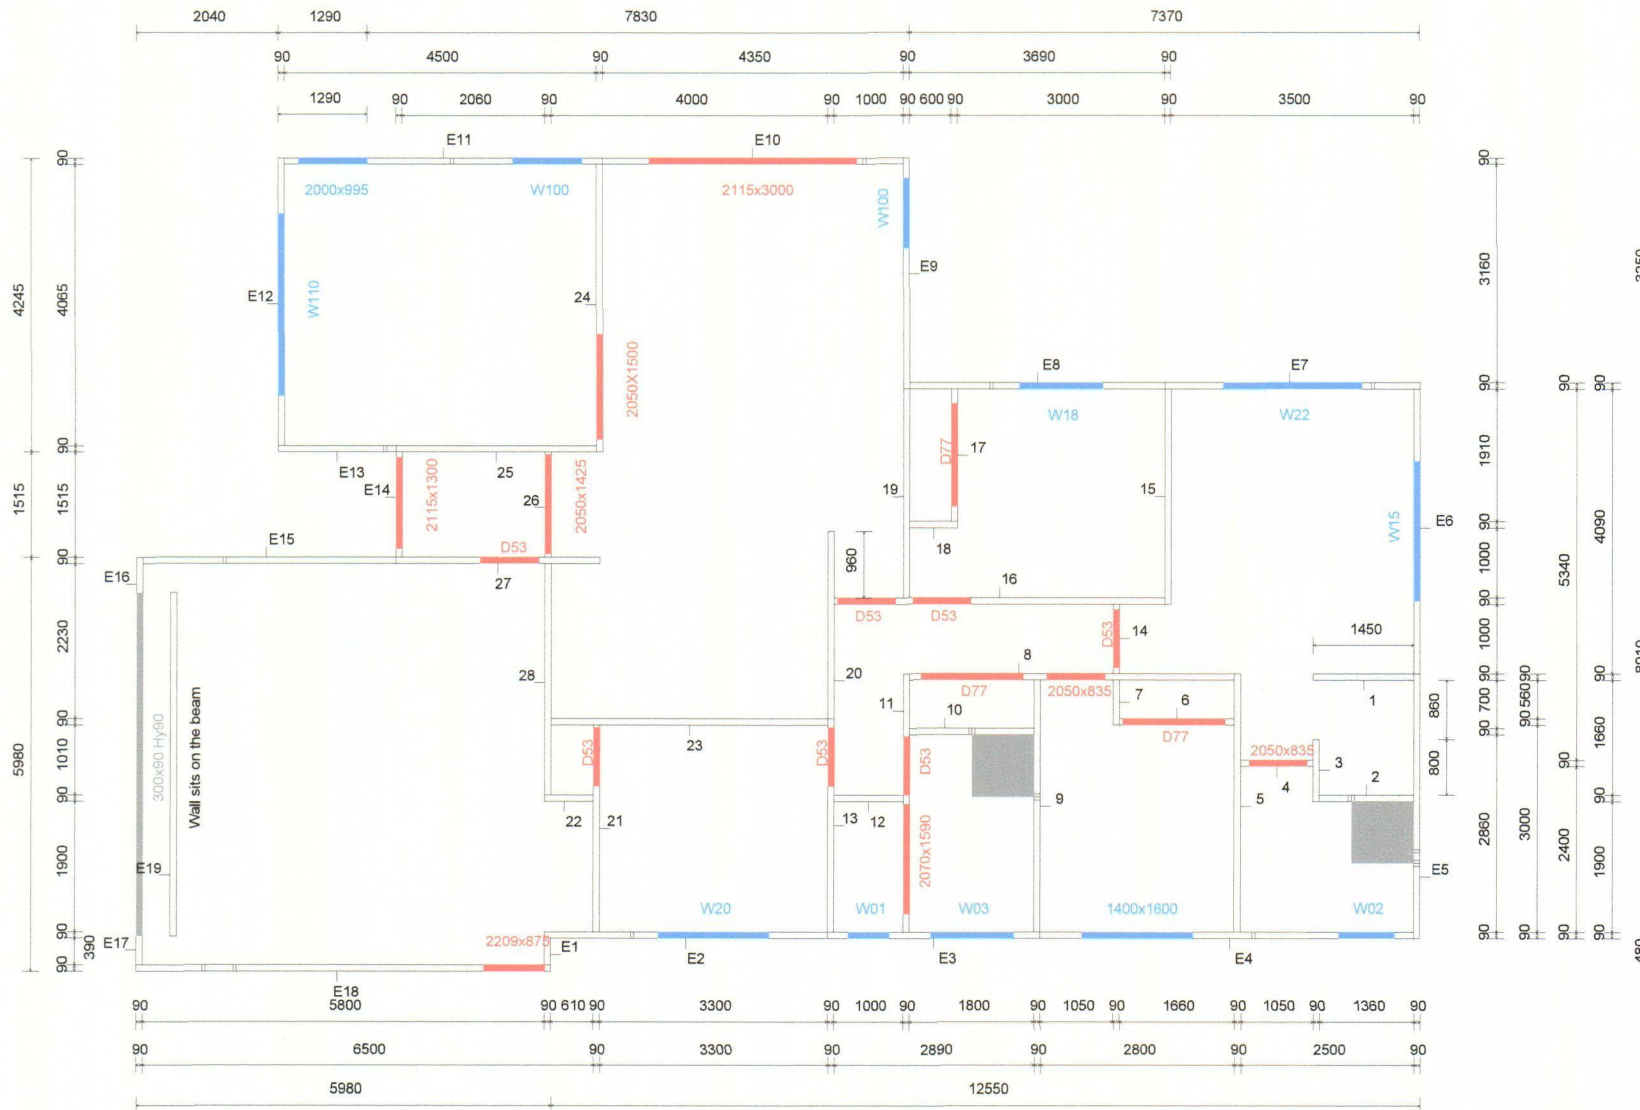 2040 1290 7830 7370
90 4500 90 4350 90 3690 90
1290 90 2060 90 4000 90 1000 90 600 90 3000 90 3500 90
E11 E10
90 90
2000x995 W100 2115x3000 W100
4245 4065 E12 W110 24 2050X1500 E9 3160
E8 E7
90 90 90
W18 W22
90 E13 25 D77 17 1910
1515 1515 E14 2115x1300 26 2050x1425 19 15 W15 E6 4090
E15 D53 18 90
90 27 960 16 1000 5340
E16 D53 D53 90
2230 D53 14 1000 1450
28 20 8 90 90 90
D77 2050x835 7 6 1 700 560
11 10 860
90 23 D77 90 90
5980 300x90 Hy90 Wall sits on the beam 1010 D53 D53 D53 2050x835 3 800 1660
4 2 90
90 22 21 13 12 9 5 90
1900 E19 2070x1590 2860 3000 2400 1900
E5
W20 W01 W03 1400x1600 W02
90 E17 2209x875 E1 90 90 90 90
390 E2 E3 E4
90 E18
90 5800 90 610 90 3300 90 1000 90 1800 90 1050 90 1660 90 1050 90 1360 90
90 6500 90 3300 90 2890 90 2800 90 2500 90
5980 12550